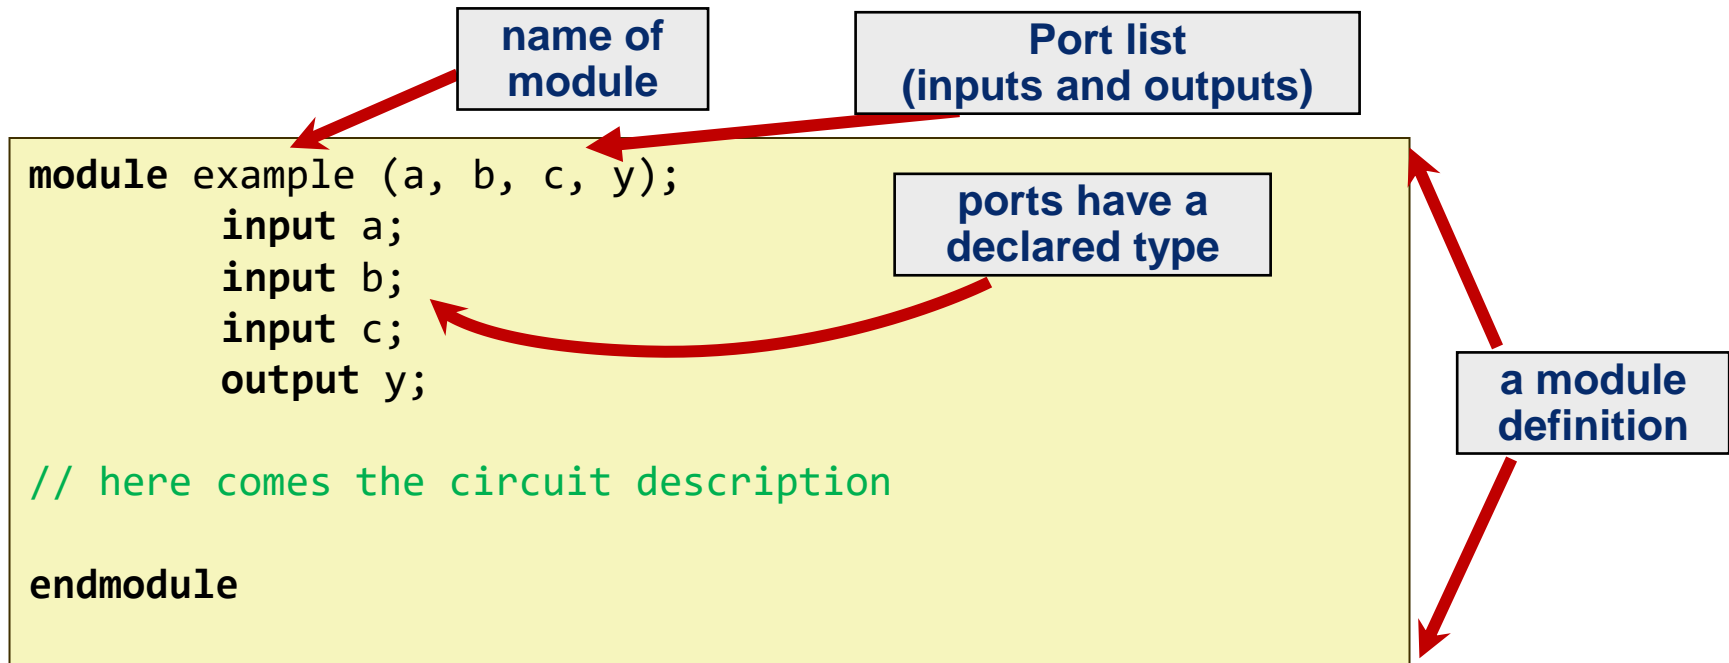 name of
module
Port list
(inputs and outputs)
module example (a, b, c, y);
input a;
input b;
input c;
output y;
ports have a
declared type
a module
definition
// here comes the circuit description
endmodule